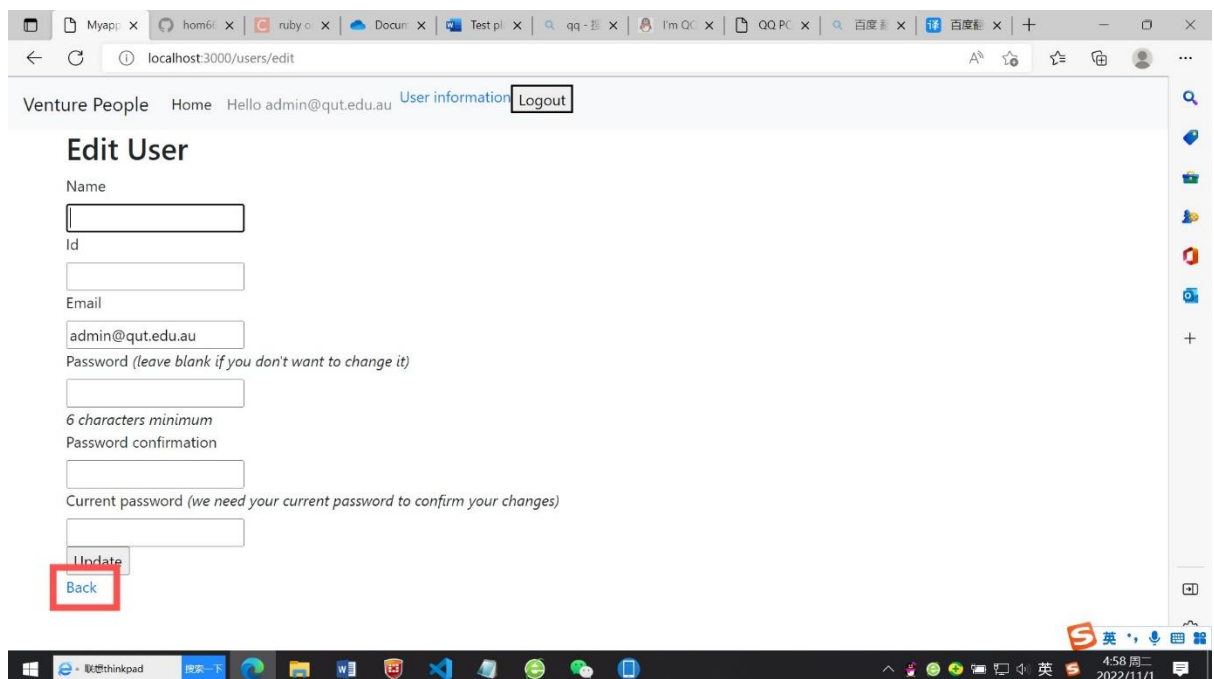 Myapp
hom6
ruby o
Docum
Test pl
qq - 搜
I'm QC
QQ PC
百度
百度翻
localhost:3000/users/edit
Venture People Home Hello admin@qut.edu.au User information Logout
Edit User
Name
Id
Email
admin@qut.edu.au
Password (leave blank if you don't want to change it)
6 characters minimum
Password confirmation
Current password (we need your current password to confirm your changes)
Update
Back
英
联想thinkpad 搜索一下
英
4:58 周二
2022/11/1